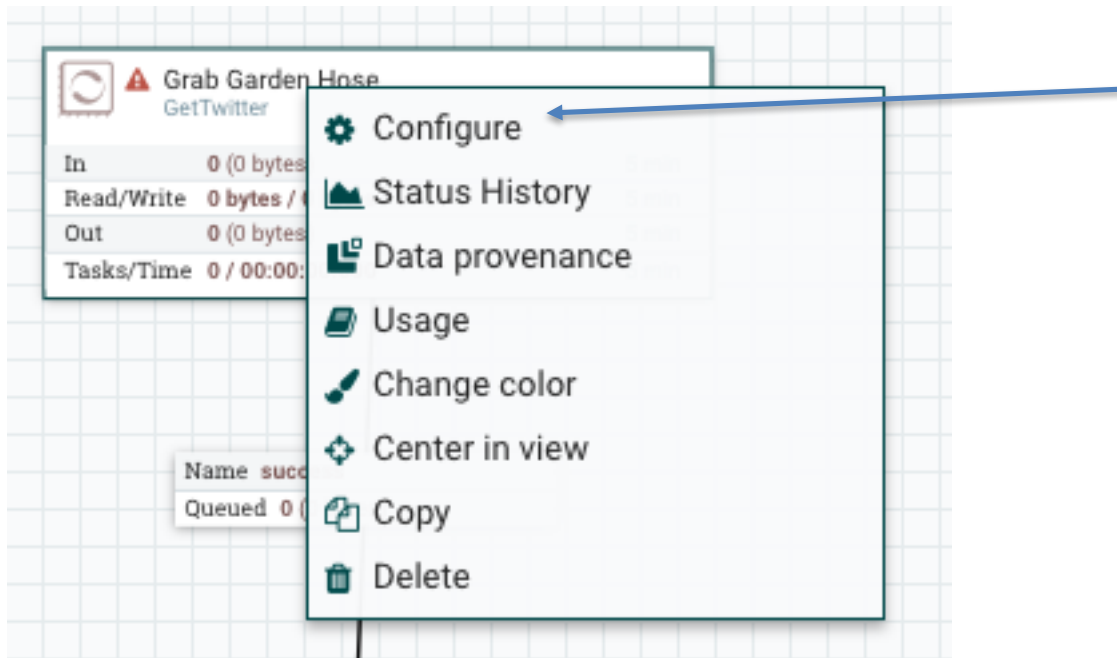 Grab Garden Hose
GetTwitter
In 0 (0 bytes
Read/Write 0 bytes /
Out 0 (0 bytes
Tasks/Time 0 / 00:00:
Name succ
Queued 0 (
Configure
Status History
Data provenance
Usage
Change color
Center in view
Copy
Delete